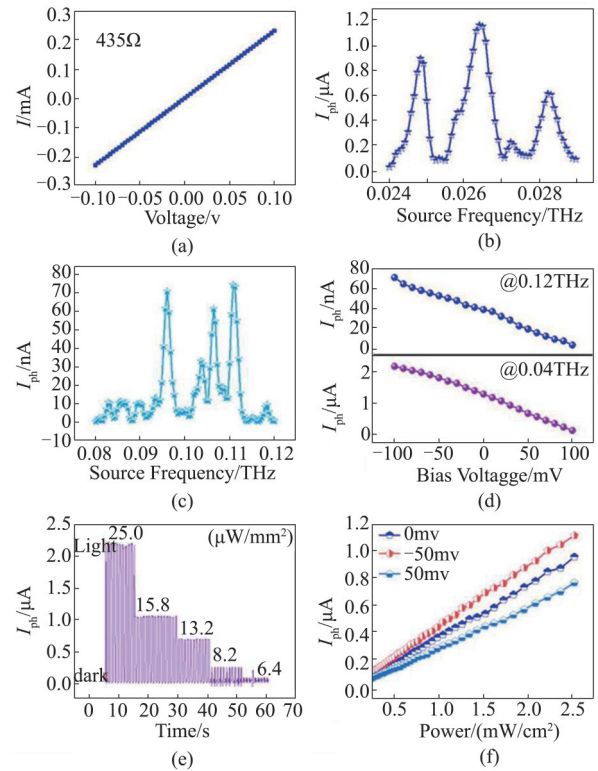 435Ω
0.3
0.2
0.1
0.0
−0.1
−0.2
−0.3
I/mA
−0.10 −0.05 0.00 0.05 0.10
Voltage/v
(a)
1.6
1.2
0.8
0.4
0.0
Iph/μA
0.024 0.026 0.028
Source Frequency/THz
(b)
80
70
60
50
40
30
20
10
0
−10
Iph/nA
0.08 0.09 0.10 0.11 0.12
Source Frequency/THz
(c)
@0.12THz
80
60
40
20
0
Iph/nA
@0.04THz
2
1
0
Iph/μA
−100 −50 0 50 100
Bias Voltagge/mV
(d)
2.5
2.0
1.5
1.0
0.5
0.0
Iph/μA
Light
dark
25.0
(μW/mm²)
15.8
13.2
8.2
6.4
0 10 20 30 40 50 60 70
Time/s
(e)
0mv
−50mv
50mv
1.2
1.0
0.8
0.6
0.4
0.2
0.0
Iph/μA
0.5 1.0 1.5 2.0 2.5
Power/(mW/cm²)
(f)